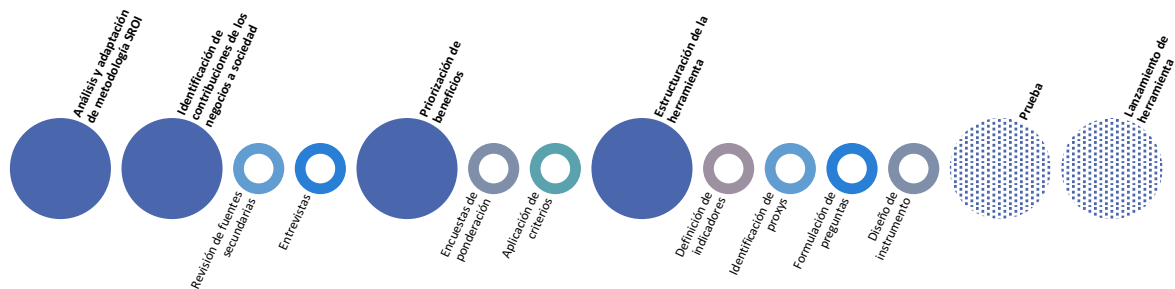 Análisis y adaptación
de metodología SROI
Identificación de
contribuciones de los
negocios a sociedad
Revisión de fuentes
secundarias
Entrevistas
Priorización de
beneficios
Encuestas de
ponderación
Aplicación de
criterios
Estructuración de la
herramienta
Definición de
indicadores
Identificación de
proxys
Formulación de
preguntas
Diseño de
instrumento
Prueba
Lanzamiento de
herramienta